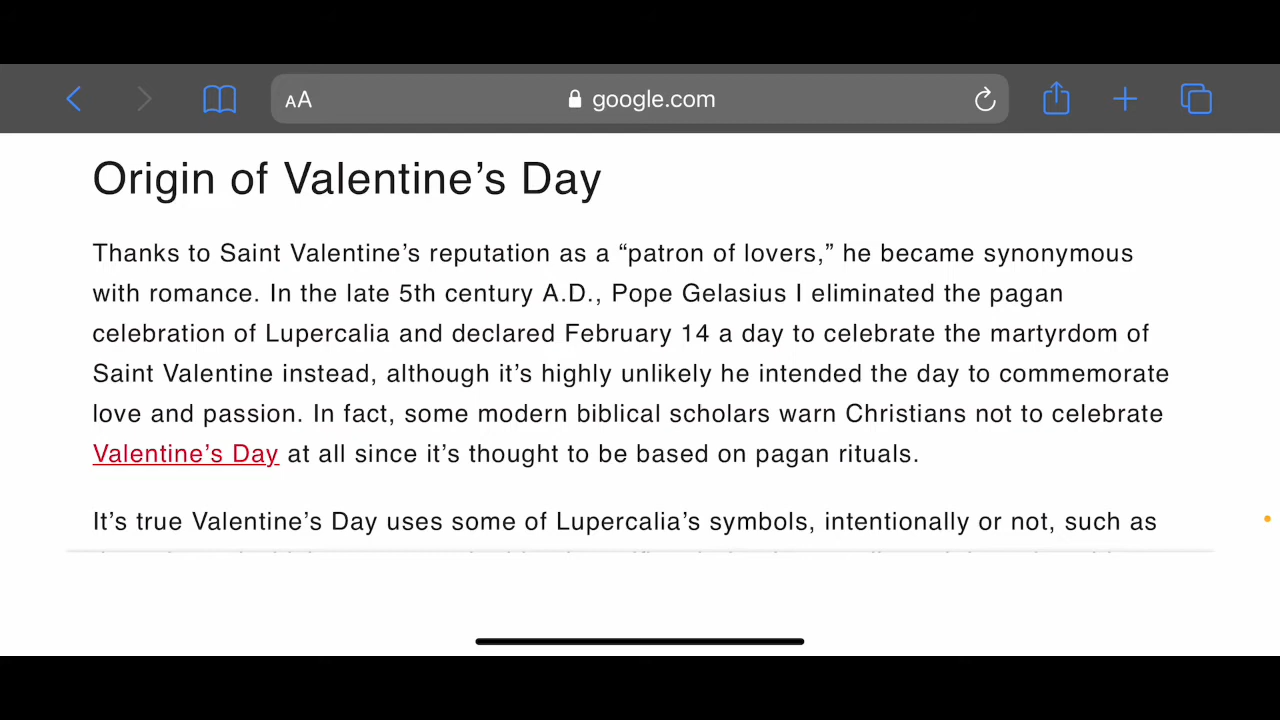 AA google.com
Origin of Valentine’s Day
Thanks to Saint Valentine’s reputation as a “patron of lovers,” he became synonymous
with romance. In the late 5th century A.D., Pope Gelasius I eliminated the pagan
celebration of Lupercalia and declared February 14 a day to celebrate the martyrdom of
Saint Valentine instead, although it’s highly unlikely he intended the day to commemorate
love and passion. In fact, some modern biblical scholars warn Christians not to celebrate
Valentine’s Day at all since it’s thought to be based on pagan rituals.
It’s true Valentine’s Day uses some of Lupercalia’s symbols, intentionally or not, such as